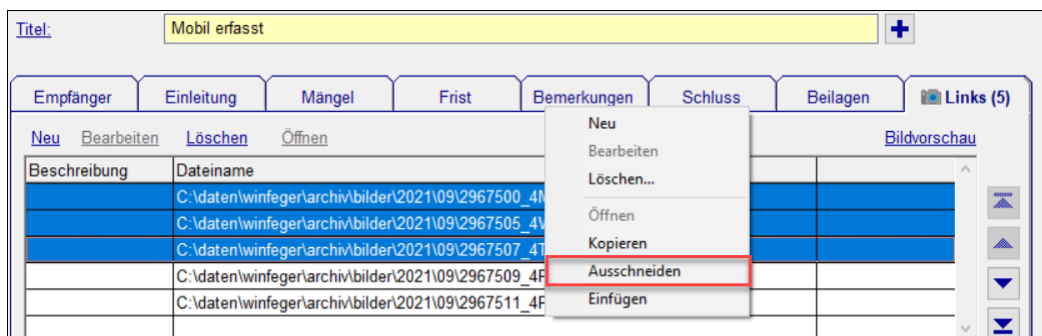 Titel: Mobil erfasst
Empfänger Einleitung Mängel Frist Bemerkungen Schluss Beilagen Links (5)
Neu Bearbeiten Löschen Öffnen Bildvorschau
Beschreibung Dateiname
C:\daten\winfeger\archiv\bilder\2021\09\2967500_4
C:\daten\winfeger\archiv\bilder\2021\09\2967505_4
C:\daten\winfeger\archiv\bilder\2021\09\2967507_4T
C:\daten\winfeger\archiv\bilder\2021\09\2967509_4
C:\daten\winfeger\archiv\bilder\2021\09\2967511_4
Neu
Bearbeiten
Löschen...
Öffnen
Kopieren
Ausschneiden
Einfügen